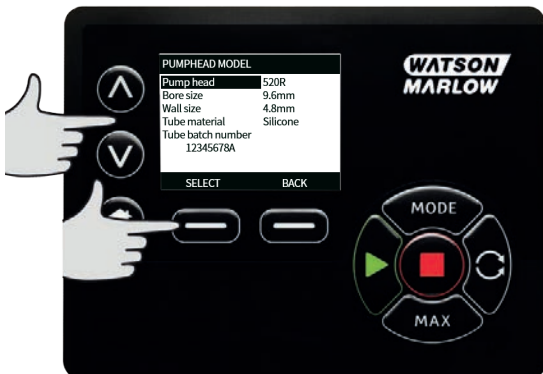 PUMPHEAD MODEL
Pump head 520R
Bore size 9.6mm
Wall size 4.8mm
Tube material Silicone
Tube batch number
12345678A
SELECT BACK
WATSON
MARLOW
MODE
MAX